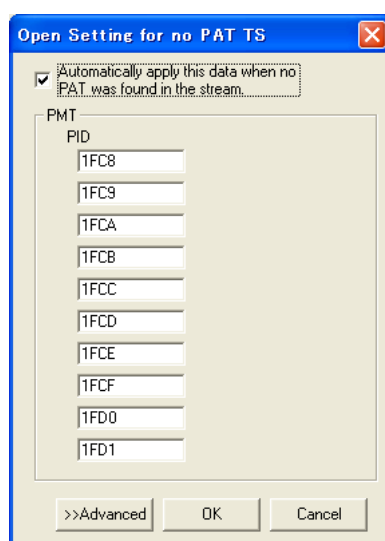 Open Setting for no PAT TS
Automatically apply this data when no
PAT was found in the stream.
PMT
PID
1FC8
1FC9
1FCA
1FCB
1FCC
1FCD
1FCE
1FCF
1FD0
1FD1
>>Advanced OK Cancel